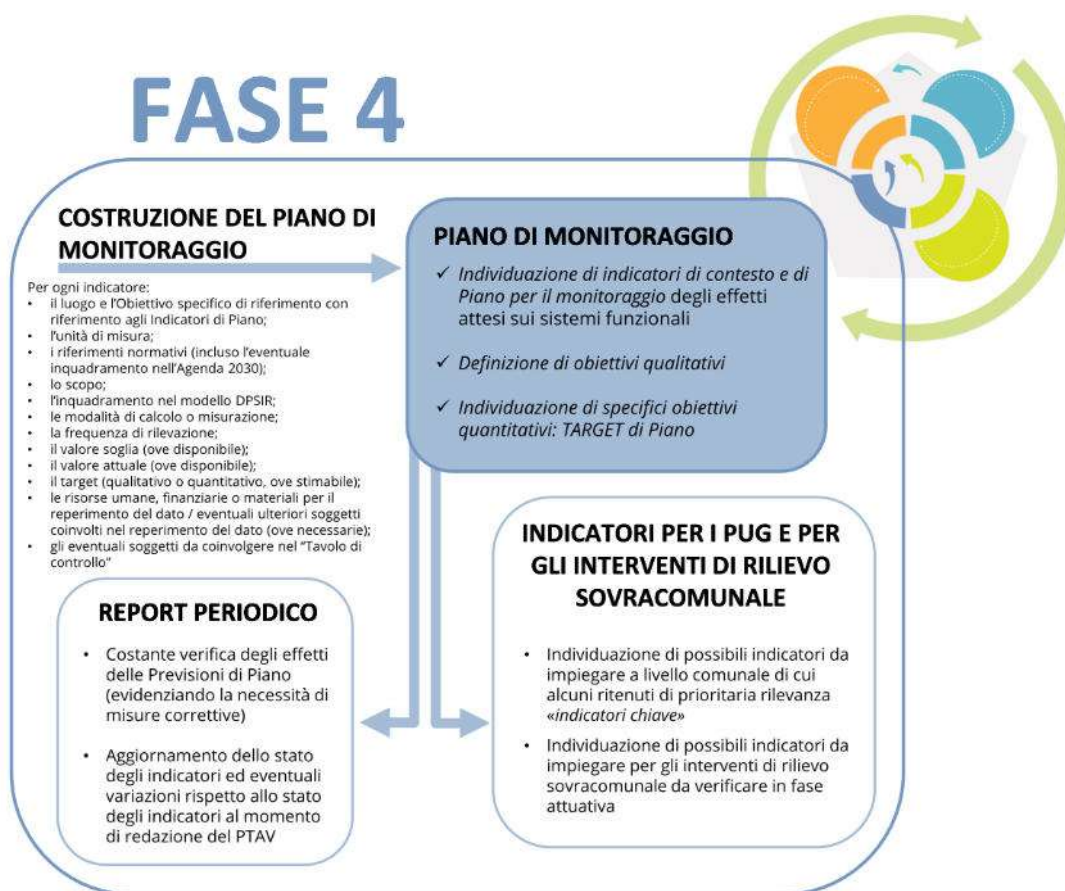 FASE 4
COSTRUZIONE DEL PIANO DI
MONITORAGGIO
Per ogni indicatore:
• il luogo e l'Obiettivo specifico di riferimento con
riferimento agli Indicatori di Piano;
• l'unità di misura;
• i riferimenti normativi (incluso l'eventuale
inquadramento nell'Agenda 2030);
• lo scopo;
• l'inquadramento nel modello DPSIR;
• le modalità di calcolo o misurazione;
• la frequenza di rilevazione;
• il valore soglia (ove disponibile);
• il valore attuale (ove disponibile);
• il target (qualitativo o quantitativo, ove stimabile);
• le risorse umane, finanziarie o materiali per il
reperimento del dato / eventuali ulteriori soggetti
coinvolti nel reperimento del dato (ove necessarie);
• gli eventuali soggetti da coinvolgere nel "Tavolo di
controllo"
PIANO DI MONITORAGGIO
✓ Individuazione di indicatori di contesto e di
Piano per il monitoraggio degli effetti
attesi sui sistemi funzionali
✓ Definizione di obiettivi qualitativi
✓ Individuazione di specifici obiettivi
quantitativi: TARGET di Piano
REPORT PERIODICO
• Costante verifica degli effetti
delle Previsioni di Piano
(evidenziando la necessità di
misure correttive)
• Aggiornamento dello stato
degli indicatori ed eventuali
variazioni rispetto allo stato
degli indicatori al momento
di redazione del PTAV
INDICATORI PER I PUG E PER
GLI INTERVENTI DI RILIEVO
SOVRACOMUNALE
• Individuazione di possibili indicatori da
impiegare a livello comunale di cui
alcuni ritenuti di prioritaria rilevanza
«indicatori chiave»
• Individuazione di possibili indicatori da
impiegare per gli interventi di rilievo
sovracomunale da verificare in fase
attuativa